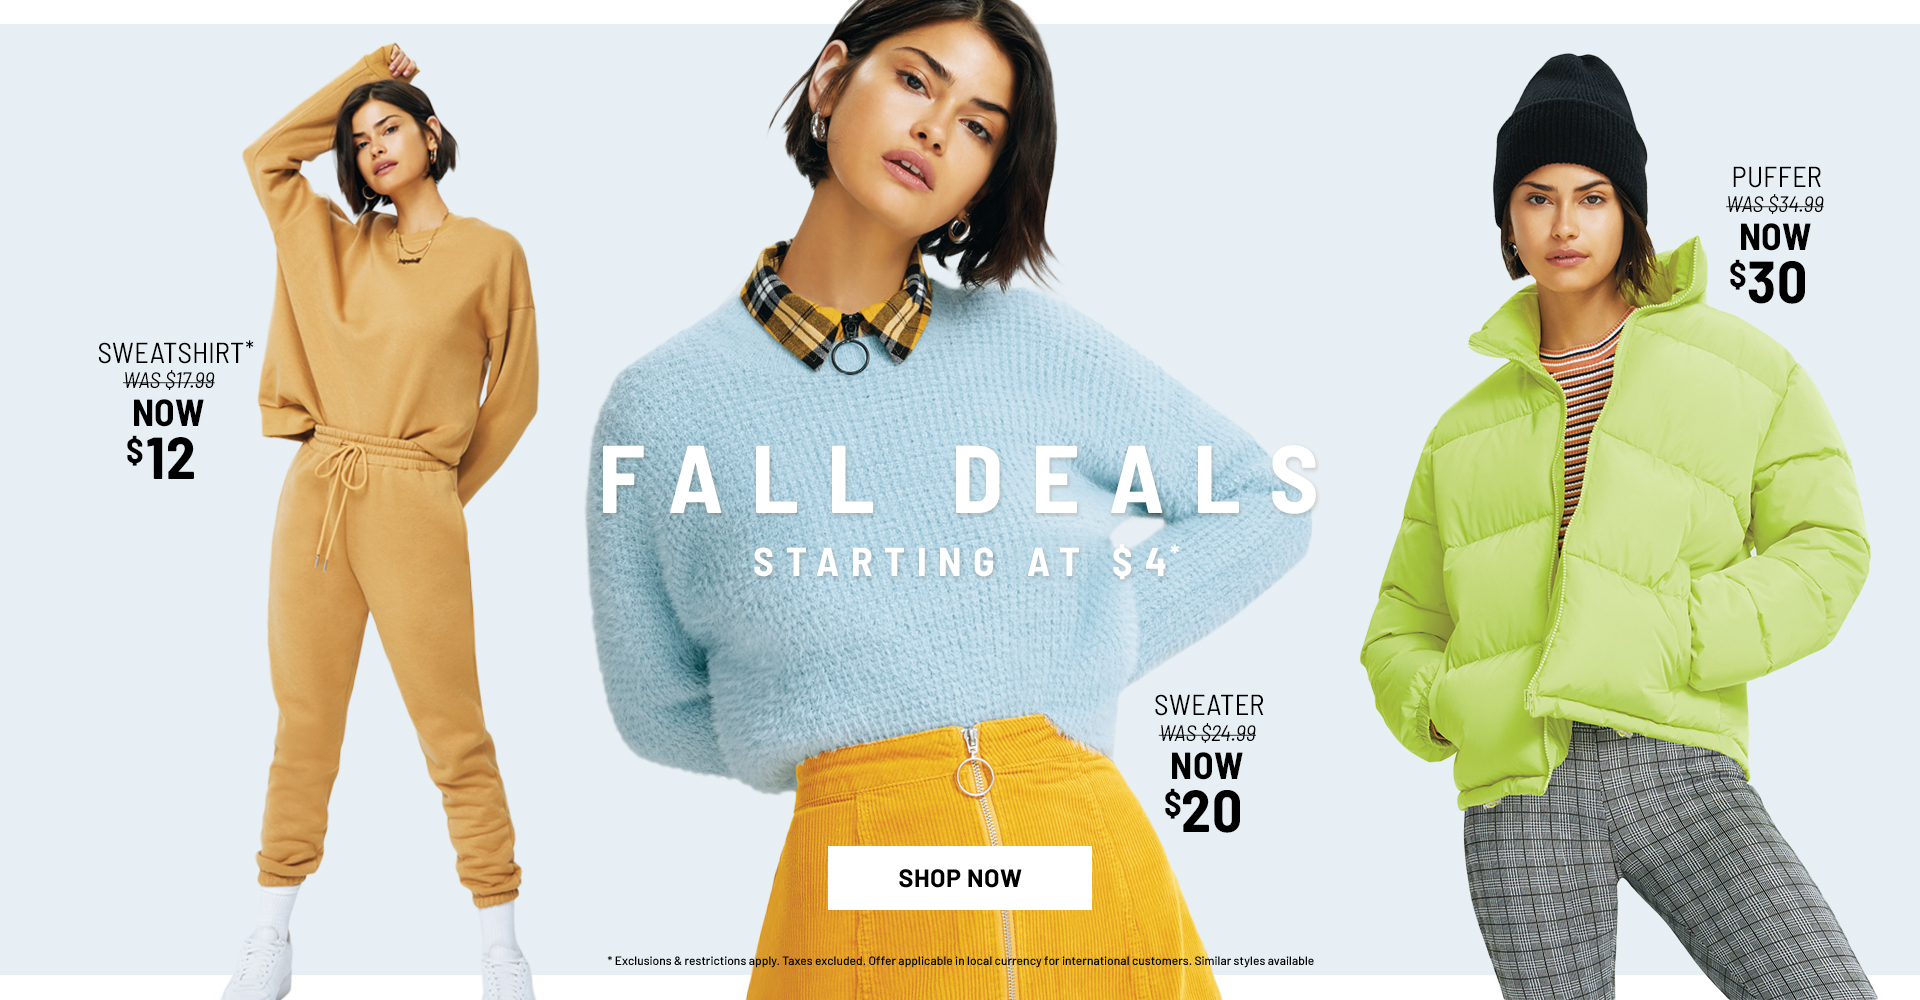 SWEATSHIRT*
WAS $17.99
NOW
$12
FALL DEALS
STARTING AT $4*
PUFFER
WAS $34.99
NOW
$30
SWEATER
WAS $24.99
NOW
$20
SHOP NOW
* Exclusions & restrictions apply. Taxes excluded. Offer applicable in local currency for international customers. Similar styles available